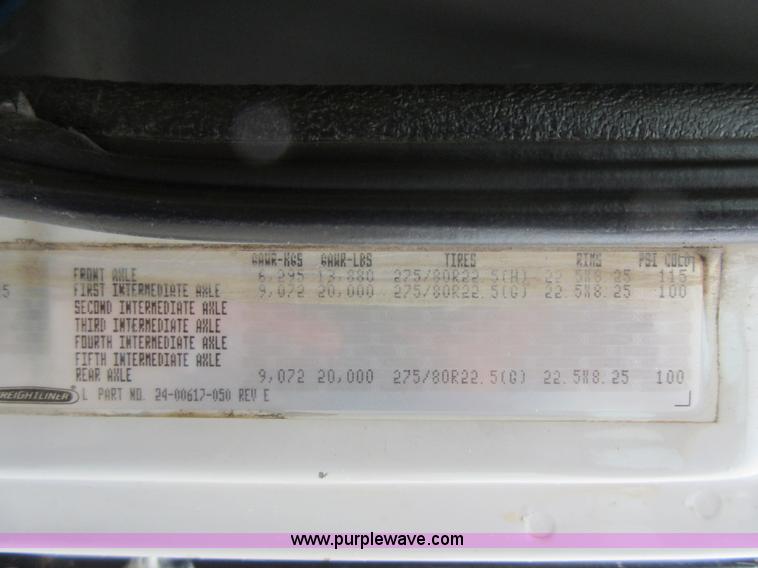 GAWR-KGS GAWR-LBS TIRES RIMS PSI COLD
FRONT AXLE 6,295 13,880 275/80R22.5(H) 22.5X8.25 115
FIRST INTERMEDIATE AXLE 9,072 20,000 275/80R22.5(G) 22.5X8.25 100
SECOND INTERMEDIATE AXLE
THIRD INTERMEDIATE AXLE
FOURTH INTERMEDIATE AXLE
FIFTH INTERMEDIATE AXLE
REAR AXLE 9,072 20,000 275/80R22.5(G) 22.5X8.25 100
REIGHTLINER L PART NO. 24-00617-050 REV E
www.purplewave.com